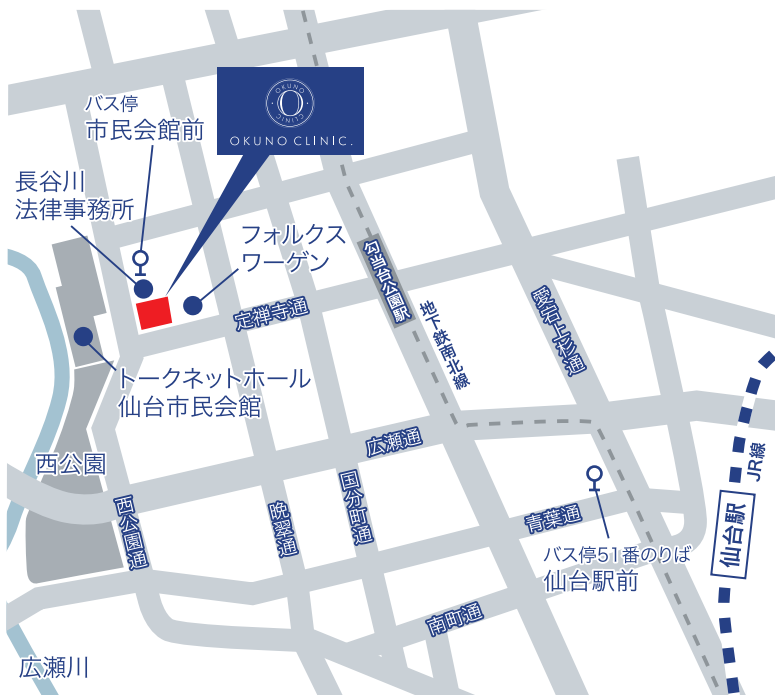 OKUNO
O
CLINIC
OKUNO CLINIC.
バス停
市民会館前
長谷川
法律事務所
フォルクス
ワーゲン
勾当台公園駅
定禅寺通
地下鉄南北線
愛宕上杉通
トークネットホール
仙台市民会館
広瀬通
西公園
JR線
国分町通
西公園通
晩翠通
青葉通
仙台駅
バス停51番のりば
仙台駅前
南町通
広瀬川